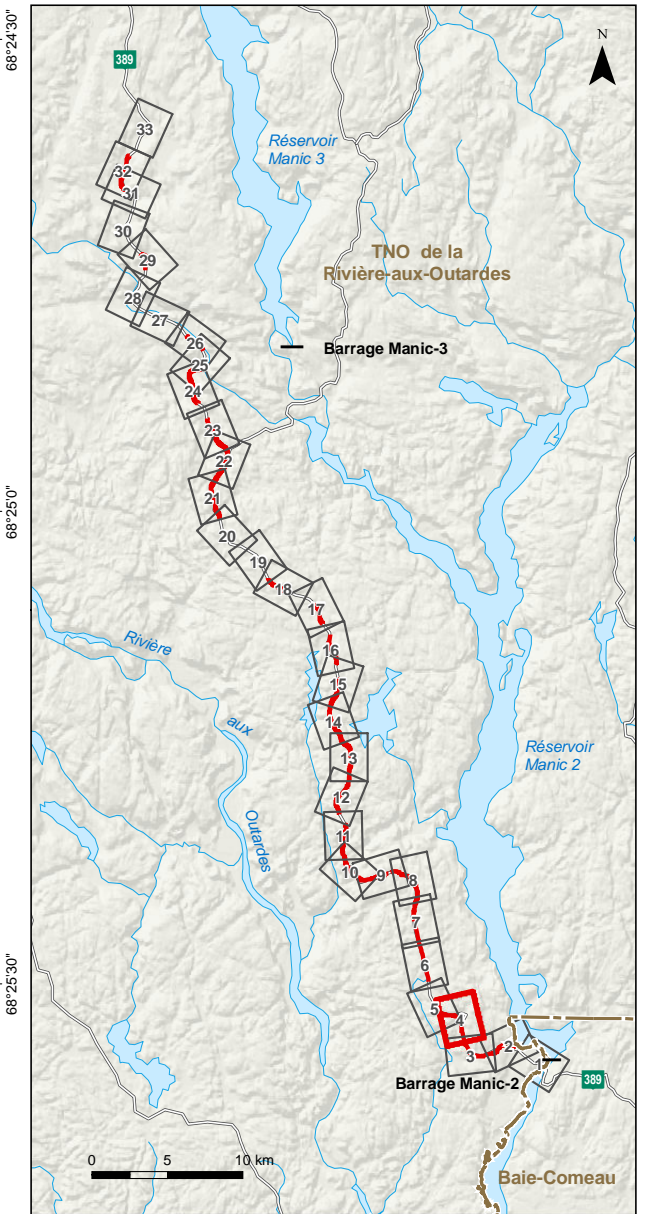 68°24'30"
N
389
33
Réservoir
Manic 3
32
31
30
TNO de la
Rivière-aux-Outardes
29
28
27
26
Barrage Manic-3
25
24
23
22
21
68°25'0"
20
19
18
17
Rivière
16
15
aux
14
Réservoir
Manic 2
13
12
Outardes
11
10
9
8
7
6
68°25'30"
5
4
3
2
1
Barrage Manic-2
389
0 5 10 km
Baie-Comeau